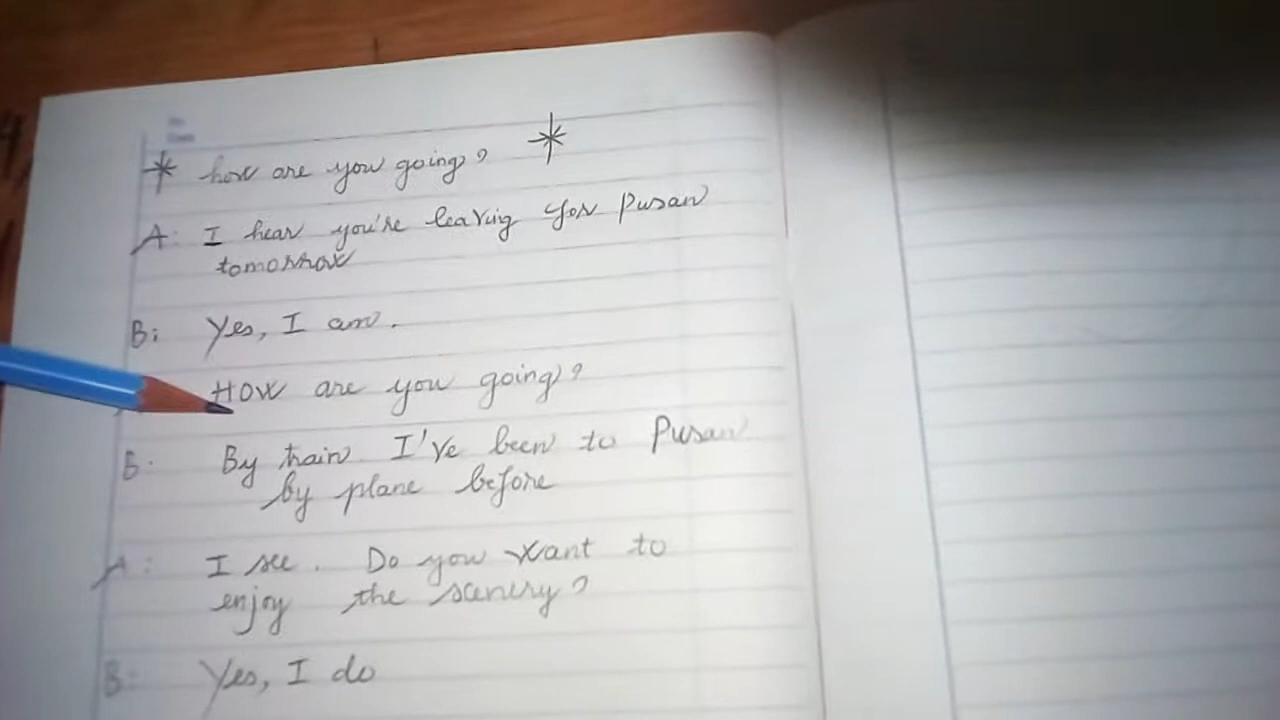 * how are you going? *
A: I hear you're leaving for Pusan
tomorrow
B: Yes, I am.
How are you going?
B: By train I've been to Pusan
by plane before
A: I see. Do you want to
enjoy the scenery?
B: Yes, I do